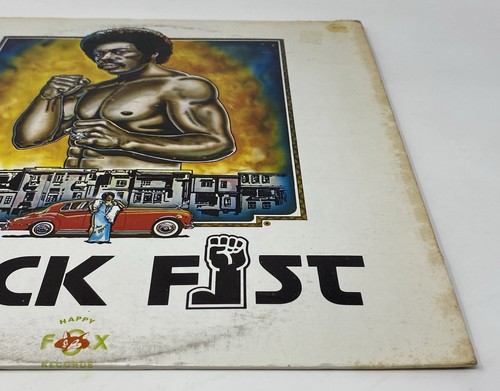 CK FIST
HAPPY
FOX
RECORDS